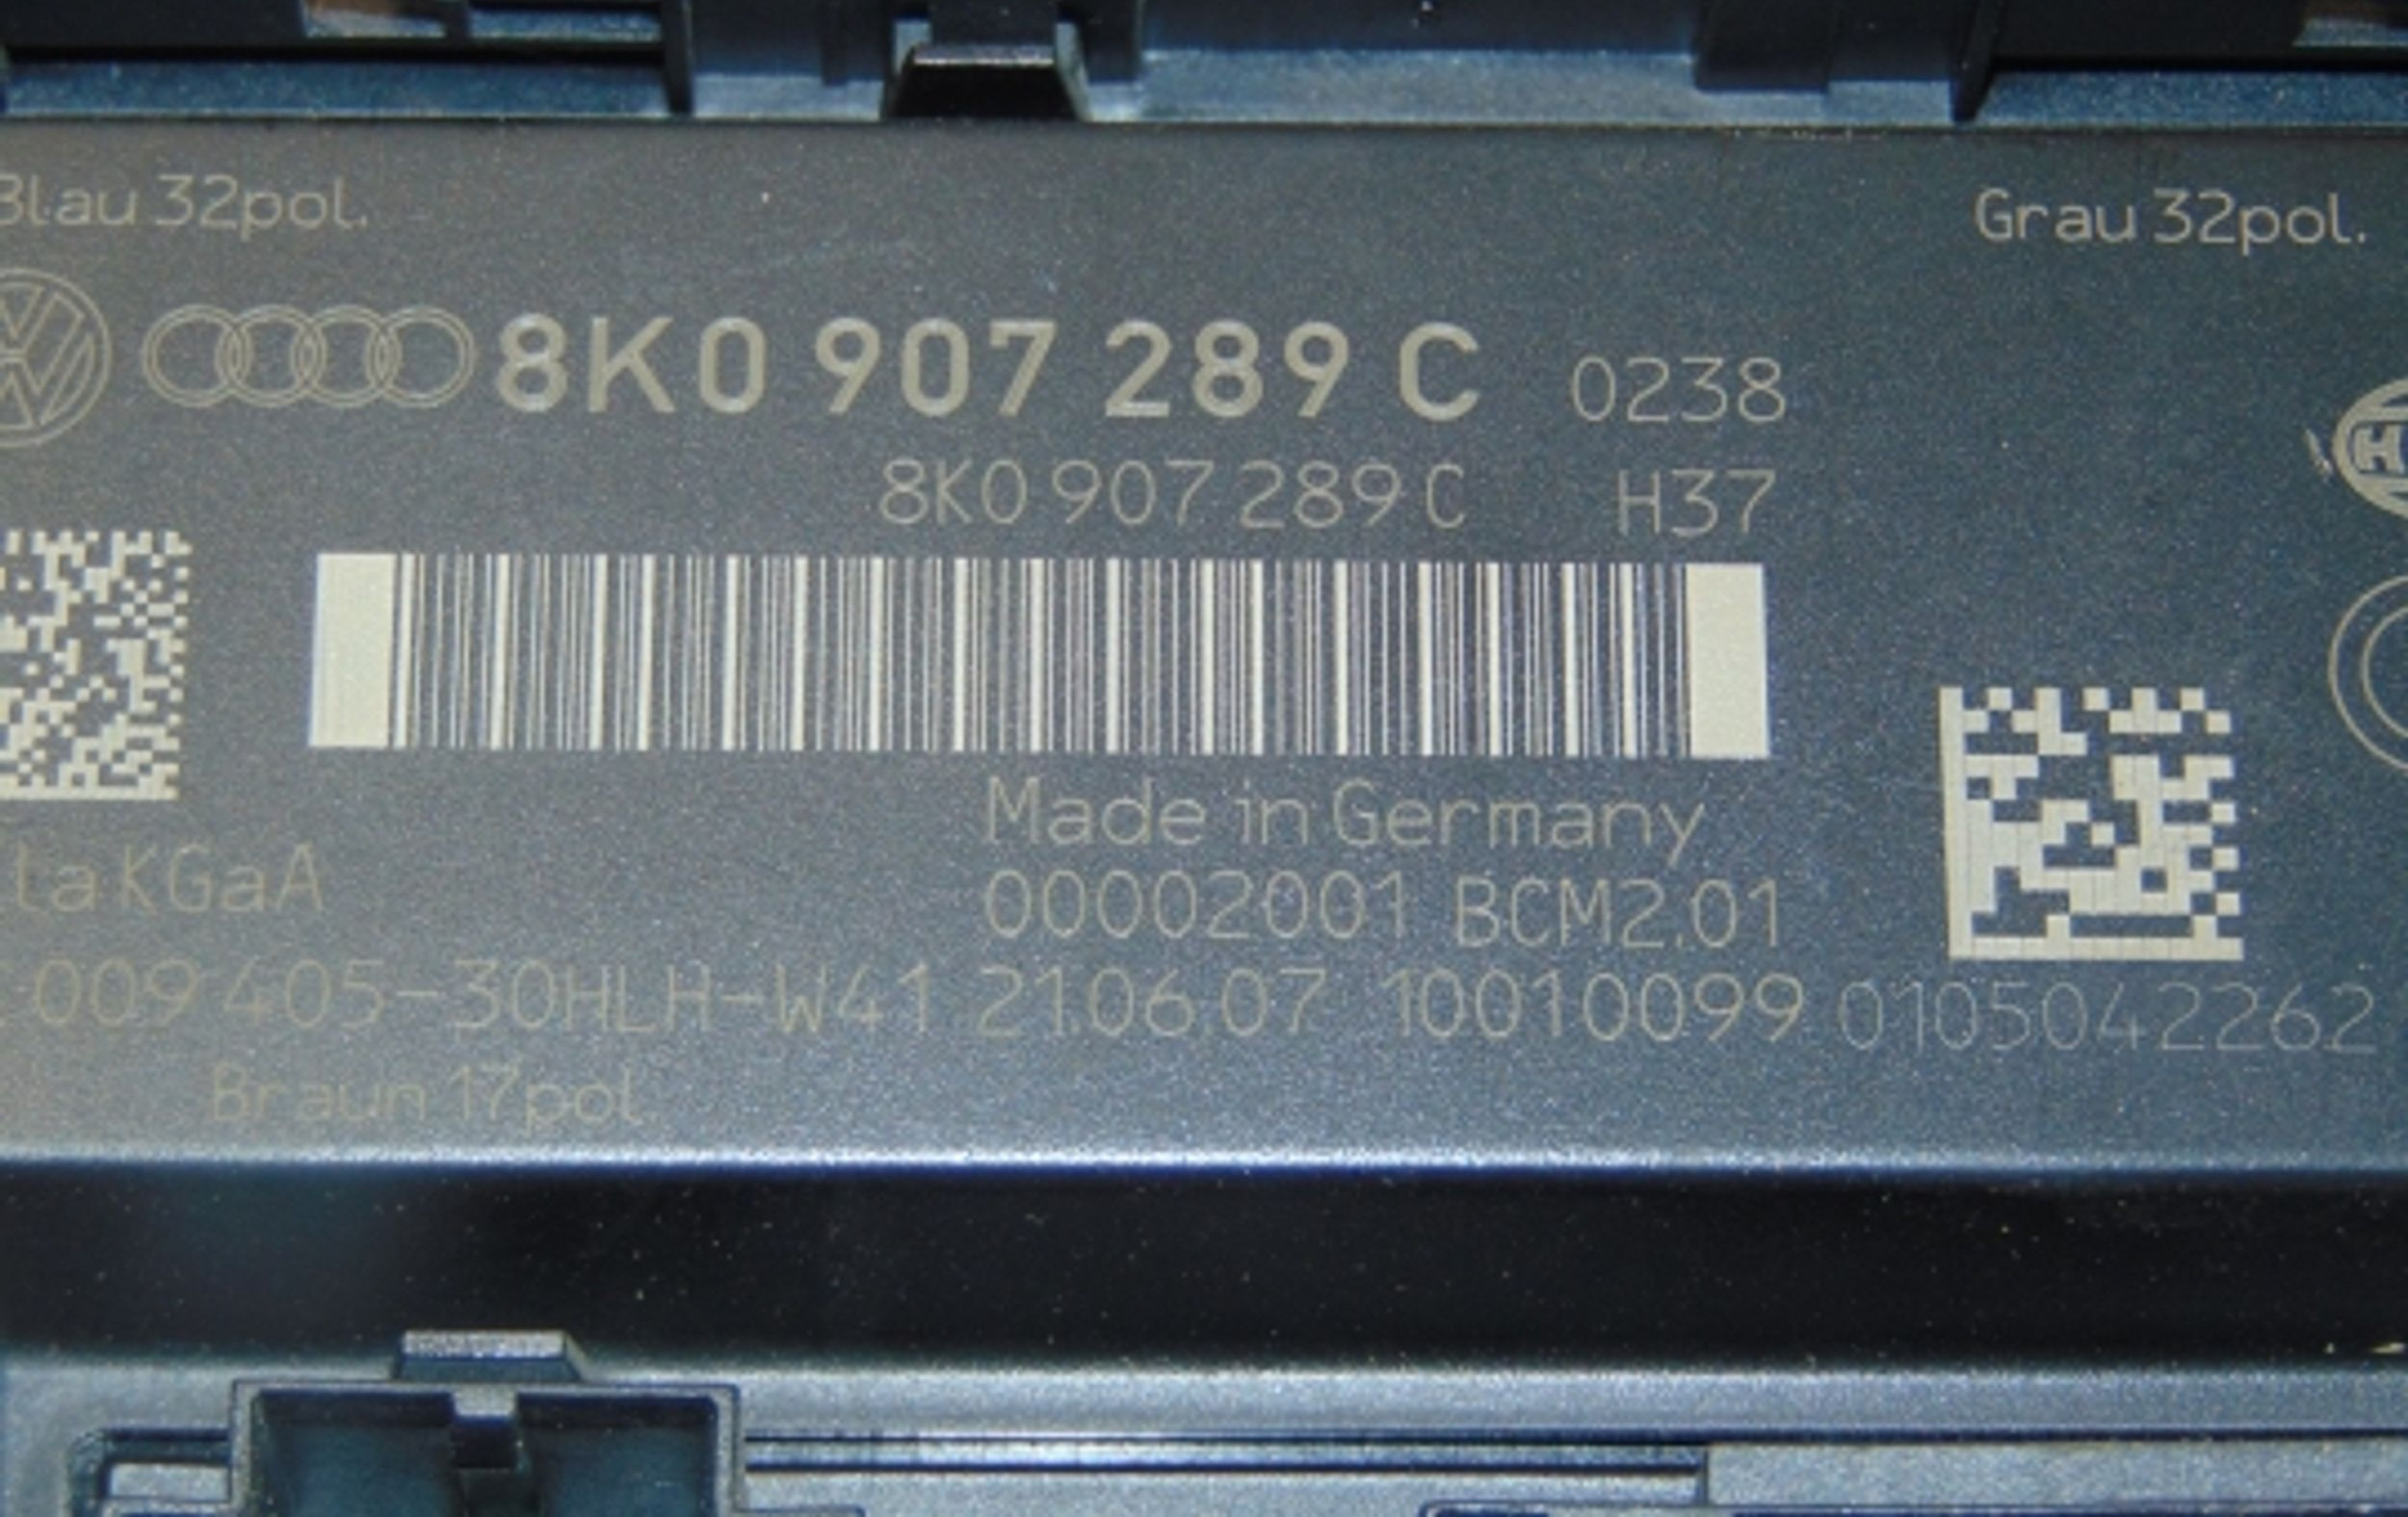 Blau 32pol.
Grau 32pol.
8K0 907 289 C 0238
8K0 907 289 C H37
Made in Germany
KGaA
00002001 BCM2.01
009 405-30HLH-W41 21.06.07 10010099 0105042262
Braun 17pol.